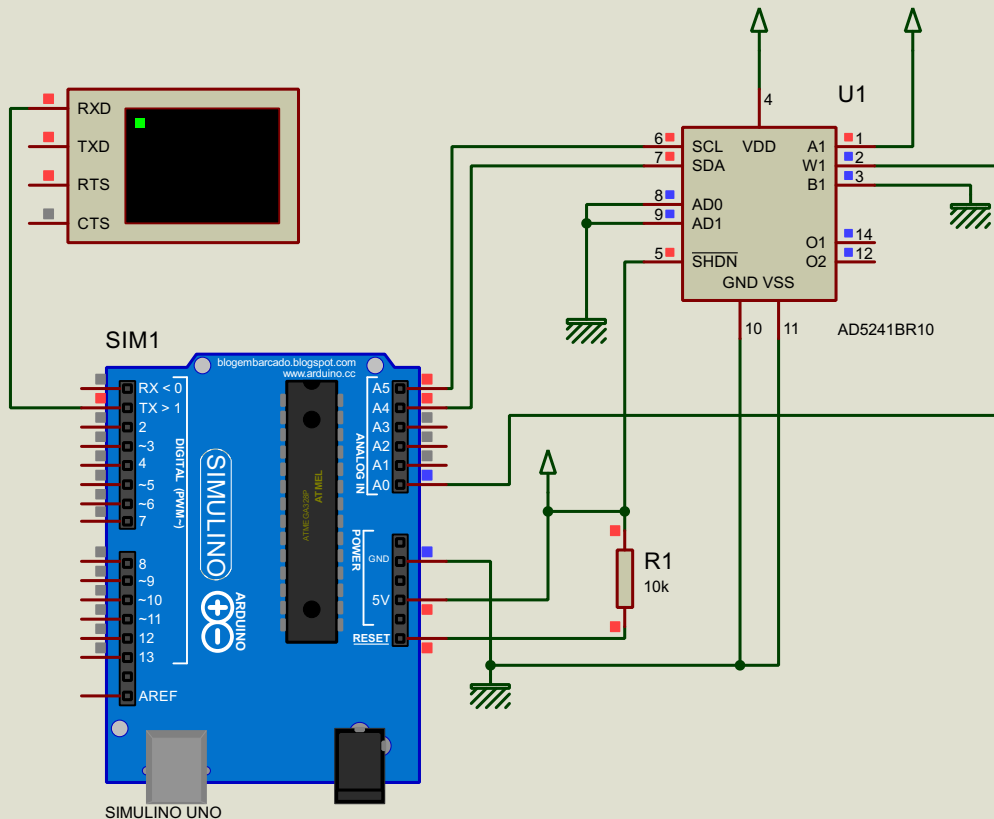 RXD
TXD
RTS
CTS
U1
4
6 SCL VDD A1 1
7 SDA W1 2
B1 3
8 AD0
9 AD1
O1 14
5 SHDN O2 12
GND VSS
10 11 AD5241BR10
SIM1
blogembarcado.blogspot.com
www.arduino.cc
RX < 0
TX > 1
2
~3
4
~5
~6
7
8
~9
~10
~11
12
13
AREF
DIGITAL (PWM~)
SIMULINO
ARDUINO
ATMEGA328P
ATMEL
A5
A4
A3
A2
A1
A0
ANALOG IN
POWER
GND
5V
RESET
R1
10k
SIMULINO UNO